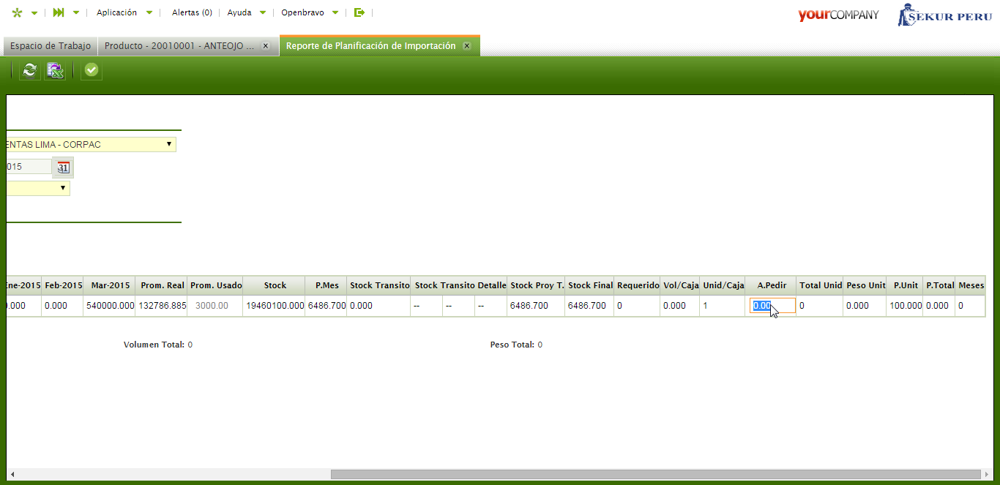 Aplicación Alertas (0) Ayuda Openbravo yourCOMPANY SEKUR PERU
Espacio de Trabajo Producto - 20010001 - ANTEOJO ... x Reporte de Planificación de Importación x
ENTAS LIMA - CORPAC
015 31
Ene-2015 Feb-2015 Mar-2015 Prom. Real Prom. Usado Stock P.Mes Stock Transito Stock Transito Detalle Stock Proy T. Stock Final Requerido Vol/Caja Unid/Caja A.Pedir Total Unid Peso Unit P.Unit P.Total Meses
0.000 0.000 540000.000 132786.885 3000.00 19460100.000 6486.700 0.000 -- -- -- 6486.700 6486.700 0 0.000 1 0.00 0 0.000 100.000 0.000 0
Volumen Total: 0 Peso Total: 0